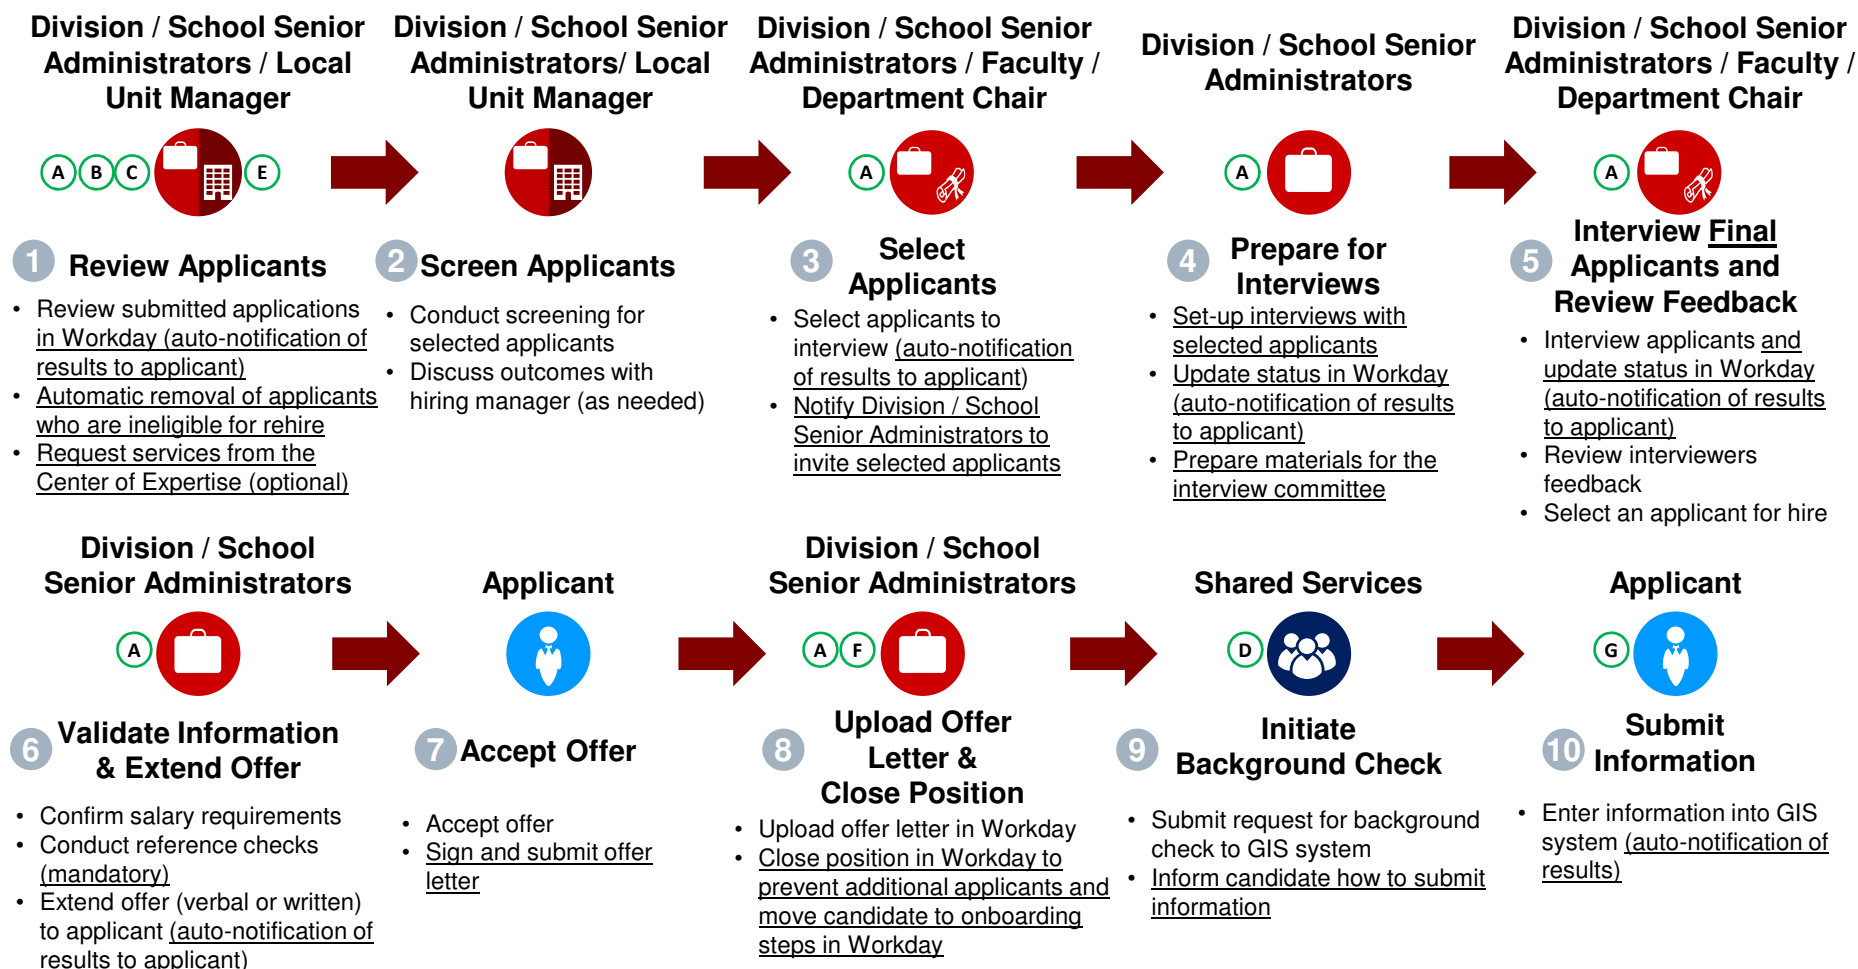 Division / School Senior
Administrators / Local
Unit Manager
A B C E
1 Review Applicants
• Review submitted applications
in Workday (auto-notification of
results to applicant)
• Automatic removal of applicants
who are ineligible for rehire
• Request services from the
Center of Expertise (optional)
Division / School Senior
Administrators/ Local
Unit Manager
2 Screen Applicants
• Conduct screening for
selected applicants
• Discuss outcomes with
hiring manager (as needed)
Division / School Senior
Administrators / Faculty /
Department Chair
A
3 Select
Applicants
• Select applicants to
interview (auto-notification
of results to applicant)
• Notify Division / School
Senior Administrators to
invite selected applicants
Division / School Senior
Administrators
A
4 Prepare for
Interviews
• Set-up interviews with
selected applicants
• Update status in Workday
(auto-notification of results
to applicant)
• Prepare materials for the
interview committee
Division / School Senior
Administrators / Faculty /
Department Chair
A
5 Interview Final
Applicants and
Review Feedback
• Interview applicants and
update status in Workday
(auto-notification of results
to applicant)
• Review interviewers
feedback
• Select an applicant for hire
Division / School
Senior Administrators
A
6 Validate Information
& Extend Offer
• Confirm salary requirements
• Conduct reference checks
(mandatory)
• Extend offer (verbal or written)
to applicant (auto-notification of
results to applicant)
Applicant
7 Accept Offer
• Accept offer
• Sign and submit offer
letter
Division / School
Senior Administrators
A F
8 Upload Offer
Letter &
Close Position
• Upload offer letter in Workday
• Close position in Workday to
prevent additional applicants and
move candidate to onboarding
steps in Workday
Shared Services
D
9 Initiate
Background Check
• Submit request for background
check to GIS system
• Inform candidate how to submit
information
Applicant
G
10 Submit
Information
• Enter information into GIS
system (auto-notification of
results)